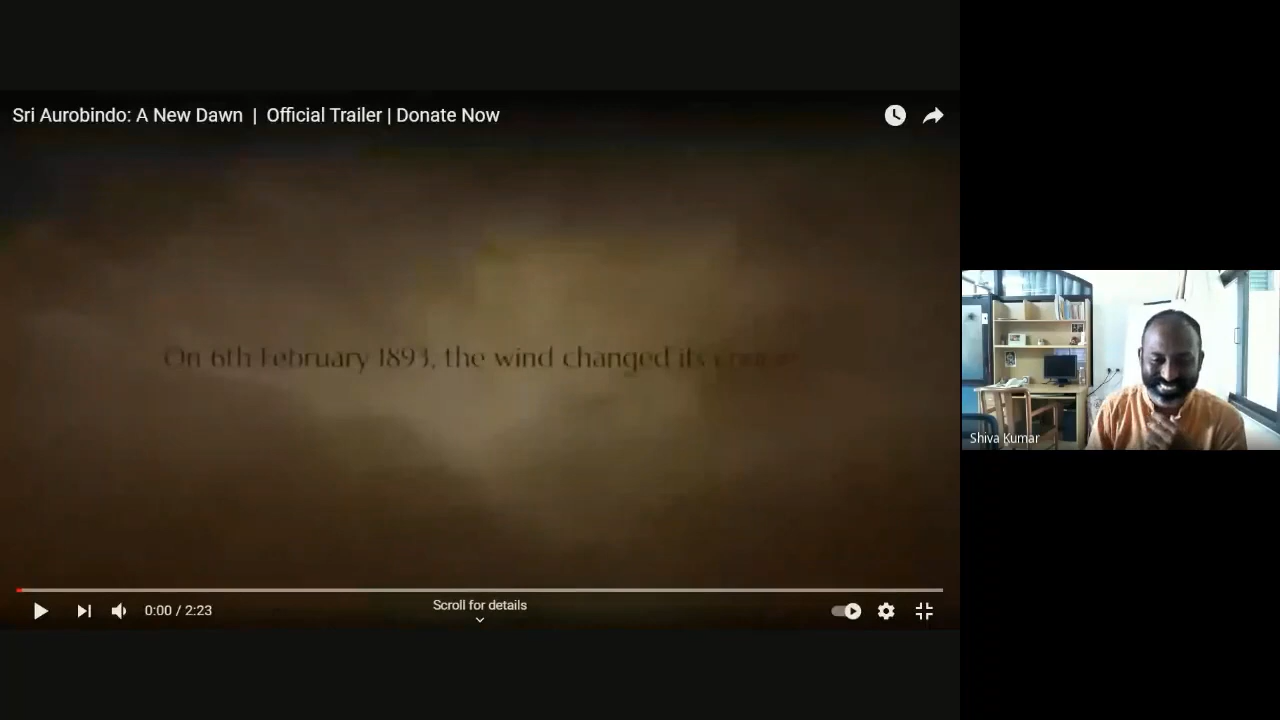 Sri Aurobindo: A New Dawn | Official Trailer | Donate Now
On 6th February 1893, the wind changed its
Shiva Kumar
0:00 / 2:23
Scroll for details